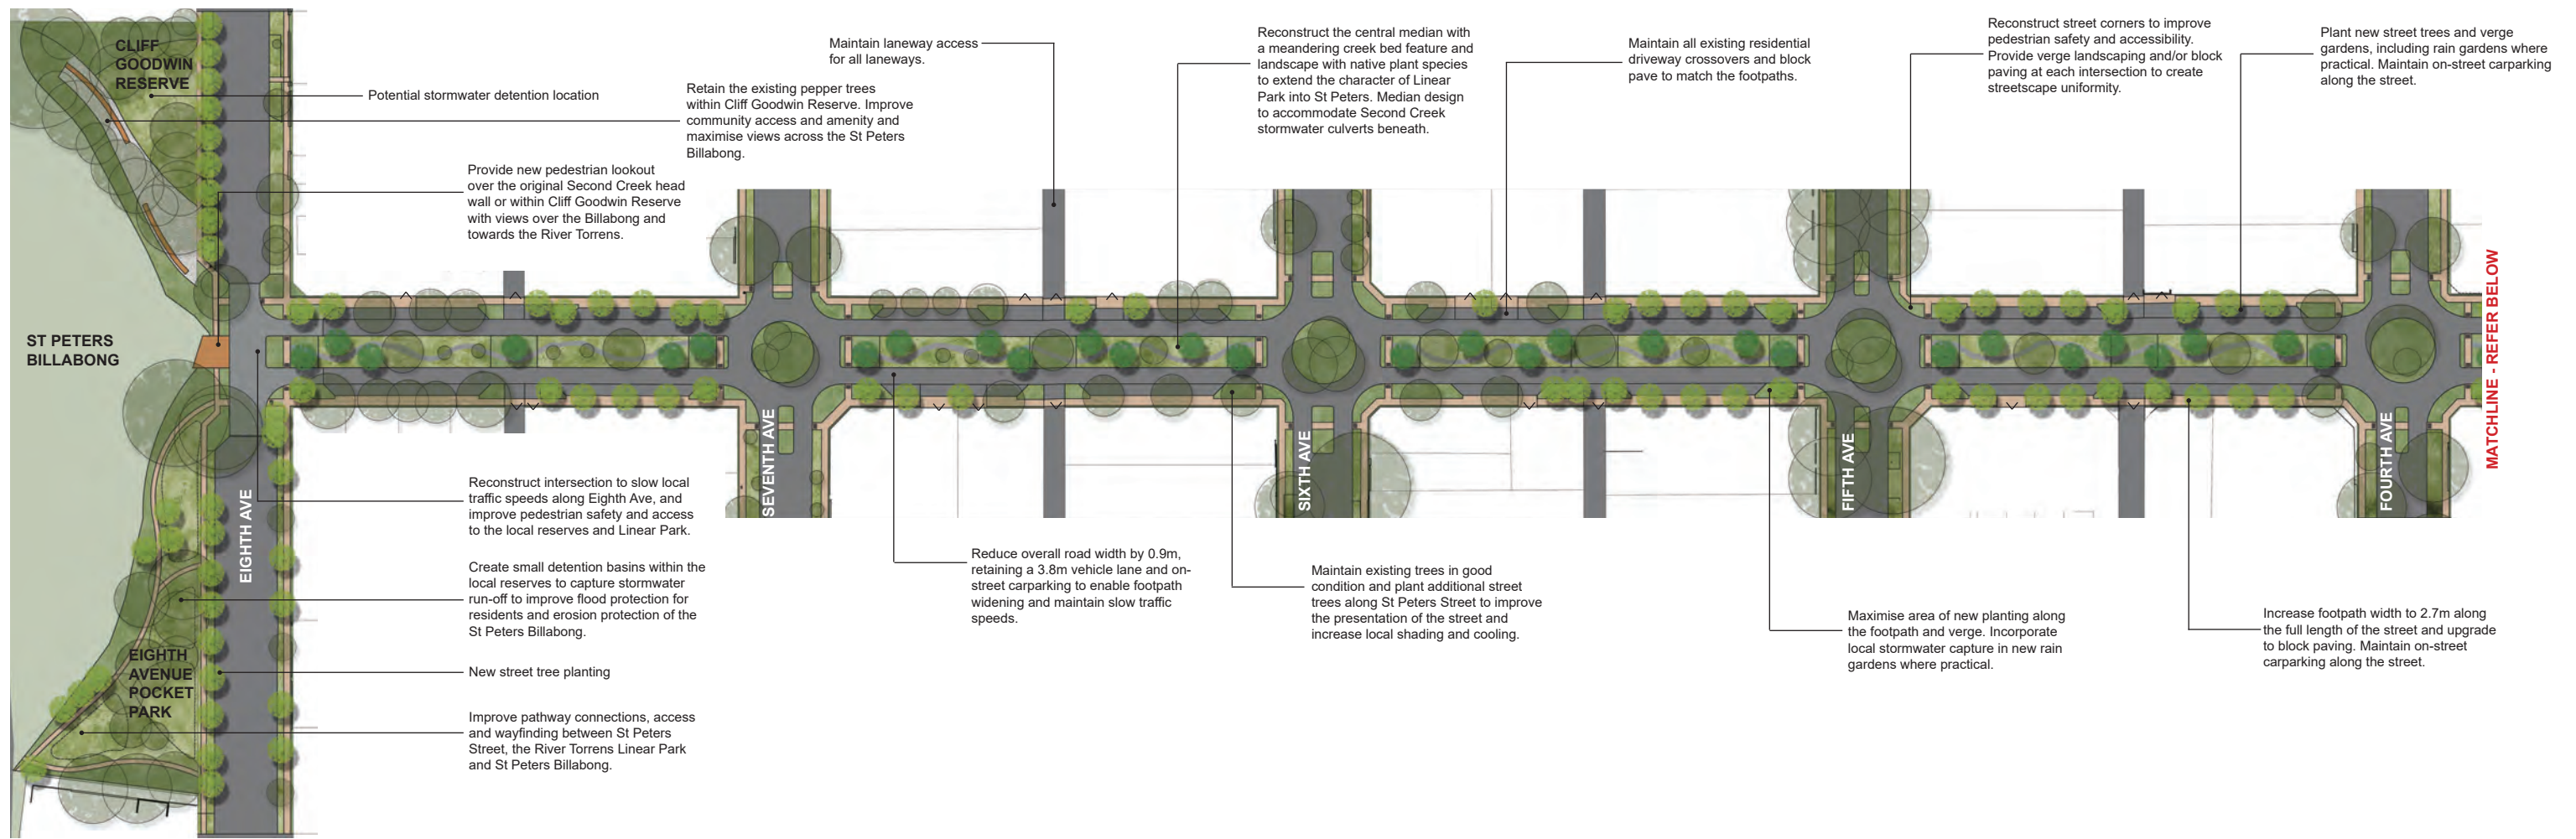 CLIFF
GOODWIN
RESERVE
Potential stormwater detention location
Retain the existing pepper trees
within Cliff Goodwin Reserve. Improve
community access and amenity and
maximise views across the St Peters
Billabong.
Provide new pedestrian lookout
over the original Second Creek head
wall or within Cliff Goodwin Reserve
with views over the Billabong and
towards the River Torrens.
Maintain laneway access
for all laneways.
Reconstruct the central median with
a meandering creek bed feature and
landscape with native plant species
to extend the character of Linear
Park into St Peters. Median design
to accommodate Second Creek
stormwater culverts beneath.
Maintain all existing residential
driveway crossovers and block
pave to match the footpaths.
Reconstruct street corners to improve
pedestrian safety and accessibility.
Provide verge landscaping and/or block
paving at each intersection to create
streetscape uniformity.
Plant new street trees and verge
gardens, including rain gardens where
practical. Maintain on-street carparking
along the street.
ST PETERS
BILLABONG
EIGHTH AVE
SEVENTH AVE
SIXTH AVE
FIFTH AVE
FOURTH AVE
MATCHLINE - REFER BELOW
Reconstruct intersection to slow local
traffic speeds along Eighth Ave, and
improve pedestrian safety and access
to the local reserves and Linear Park.
Create small detention basins within the
local reserves to capture stormwater
run-off to improve flood protection for
residents and erosion protection of the
St Peters Billabong.
EIGHTH
AVENUE
POCKET
PARK
New street tree planting
Improve pathway connections, access
and wayfinding between St Peters
Street, the River Torrens Linear Park
and St Peters Billabong.
Reduce overall road width by 0.9m,
retaining a 3.8m vehicle lane and on-
street carparking to enable footpath
widening and maintain slow traffic
speeds.
Maintain existing trees in good
condition and plant additional street
trees along St Peters Street to improve
the presentation of the street and
increase local shading and cooling.
Maximise area of new planting along
the footpath and verge. Incorporate
local stormwater capture in new rain
gardens where practical.
Increase footpath width to 2.7m along
the full length of the street and upgrade
to block paving. Maintain on-street
carparking along the street.